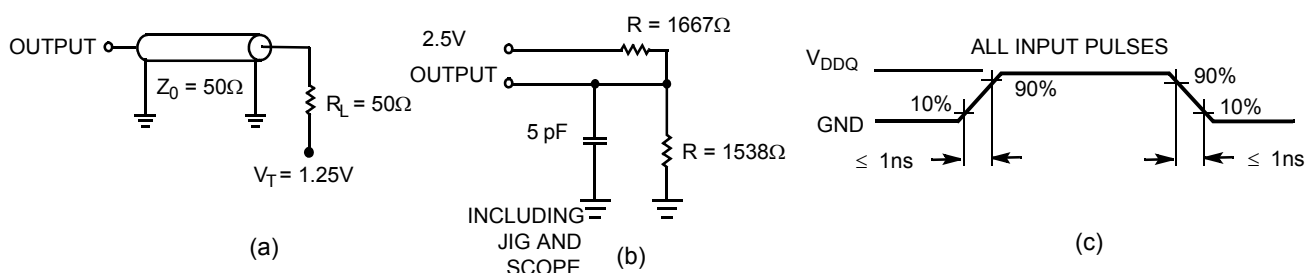 OUTPUT
Z0 = 50Ω
RL = 50Ω
VT = 1.25V
(a)
R = 1667Ω
2.5V
OUTPUT
5 pF
R = 1538Ω
INCLUDING
JIG AND
SCOPE
(b)
ALL INPUT PULSES
VDDQ
90%
90%
10%
10%
GND
≤ 1ns
≤ 1ns
(c)